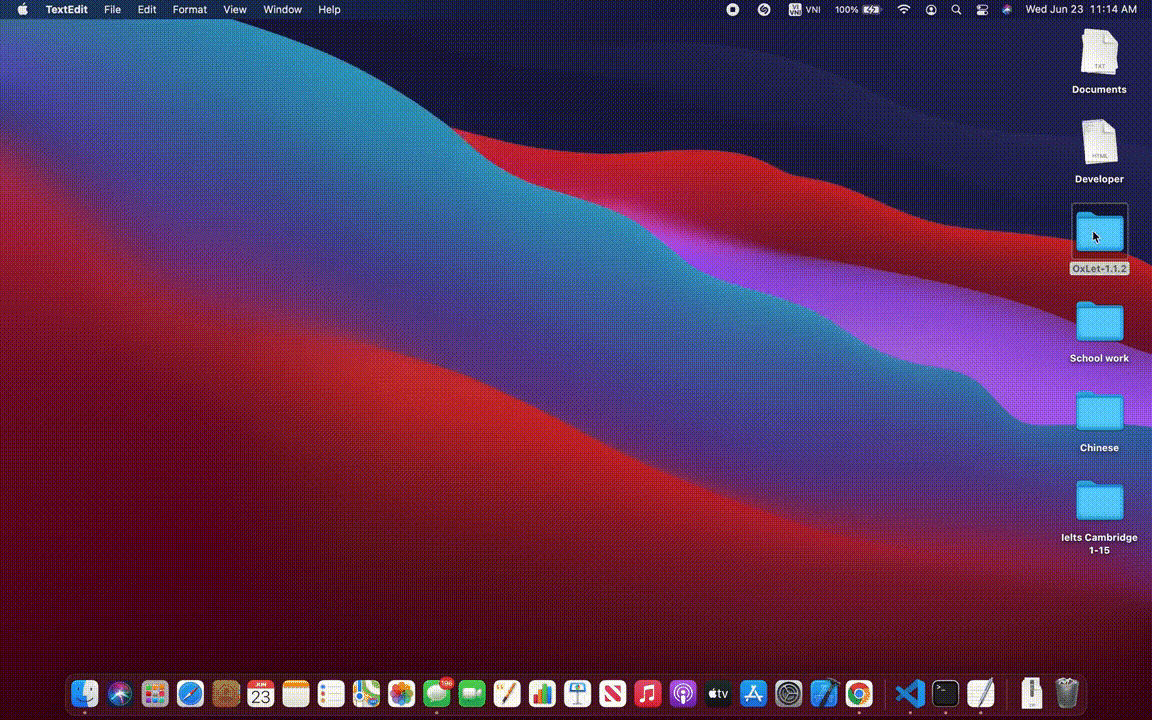 TextEdit File Edit Format View Window Help VNI 100% Wed Jun 23 11:14 AM
TXT
Documents
HTML
Developer
OxLet-1.1.2
School work
Chinese
Ielts Cambridge
1-15
JUN
23
tv
ZIP